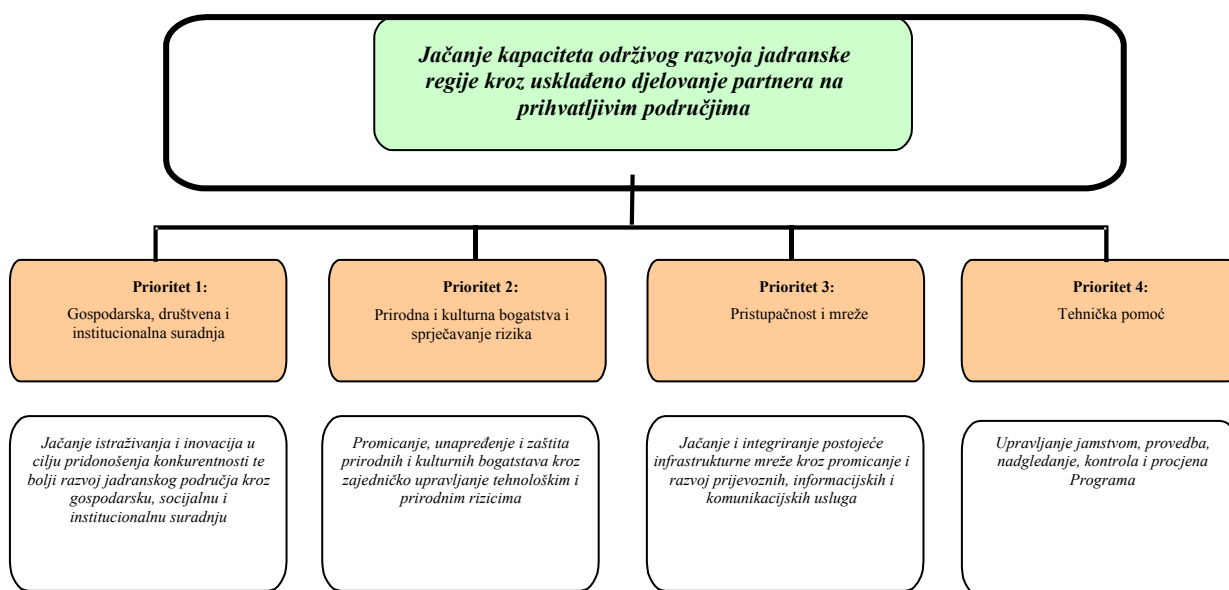 Jačanje kapaciteta održivog razvoja jadranske
regije kroz usklađeno djelovanje partnera na
prihvatljivim područjima
Prioritet 1:
Gospodarska, društvena i
institucionalna suradnja
Prioritet 2:
Prirodna i kulturna bogatstva i
sprječavanje rizika
Prioritet 3:
Pristupačnost i mreže
Prioritet 4:
Tehnička pomoć
Jačanje istraživanja i inovacija u
cilju pridonošenja konkurentnosti te
bolji razvoj jadranskog područja kroz
gospodarsku, socijalnu i
institucionalnu suradnju
Promicanje, unapređenje i zaštita
prirodnih i kulturnih bogatstava kroz
zajedničko upravljanje tehnološkim i
prirodnim rizicima
Jačanje i integriranje postojeće
infrastrukturne mreže kroz promicanje i
razvoj prijevoznih, informacijskih i
komunikacijskih usluga
Upravljanje jamstvom, provedba,
nadgledanje, kontrola i procjena
Programa